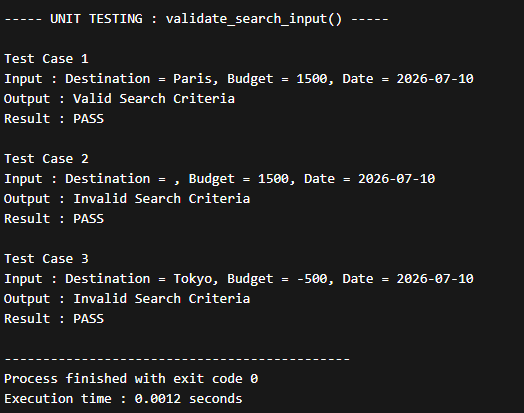 ----- UNIT TESTING : validate_search_input() -----
Test Case 1
Input : Destination = Paris, Budget = 1500, Date = 2026-07-10
Output : Valid Search Criteria
Result : PASS
Test Case 2
Input : Destination = , Budget = 1500, Date = 2026-07-10
Output : Invalid Search Criteria
Result : PASS
Test Case 3
Input : Destination = Tokyo, Budget = -500, Date = 2026-07-10
Output : Invalid Search Criteria
Result : PASS
---------------------------------------------
Process finished with exit code 0
Execution time : 0.0012 seconds